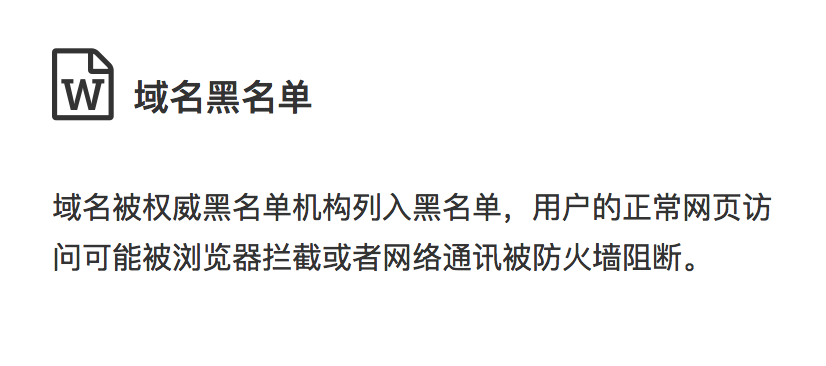 W 域名黑名单
域名被权威黑名单机构列入黑名单，用户的正常网页访
问可能被浏览器拦截或者网络通讯被防火墙阻断。